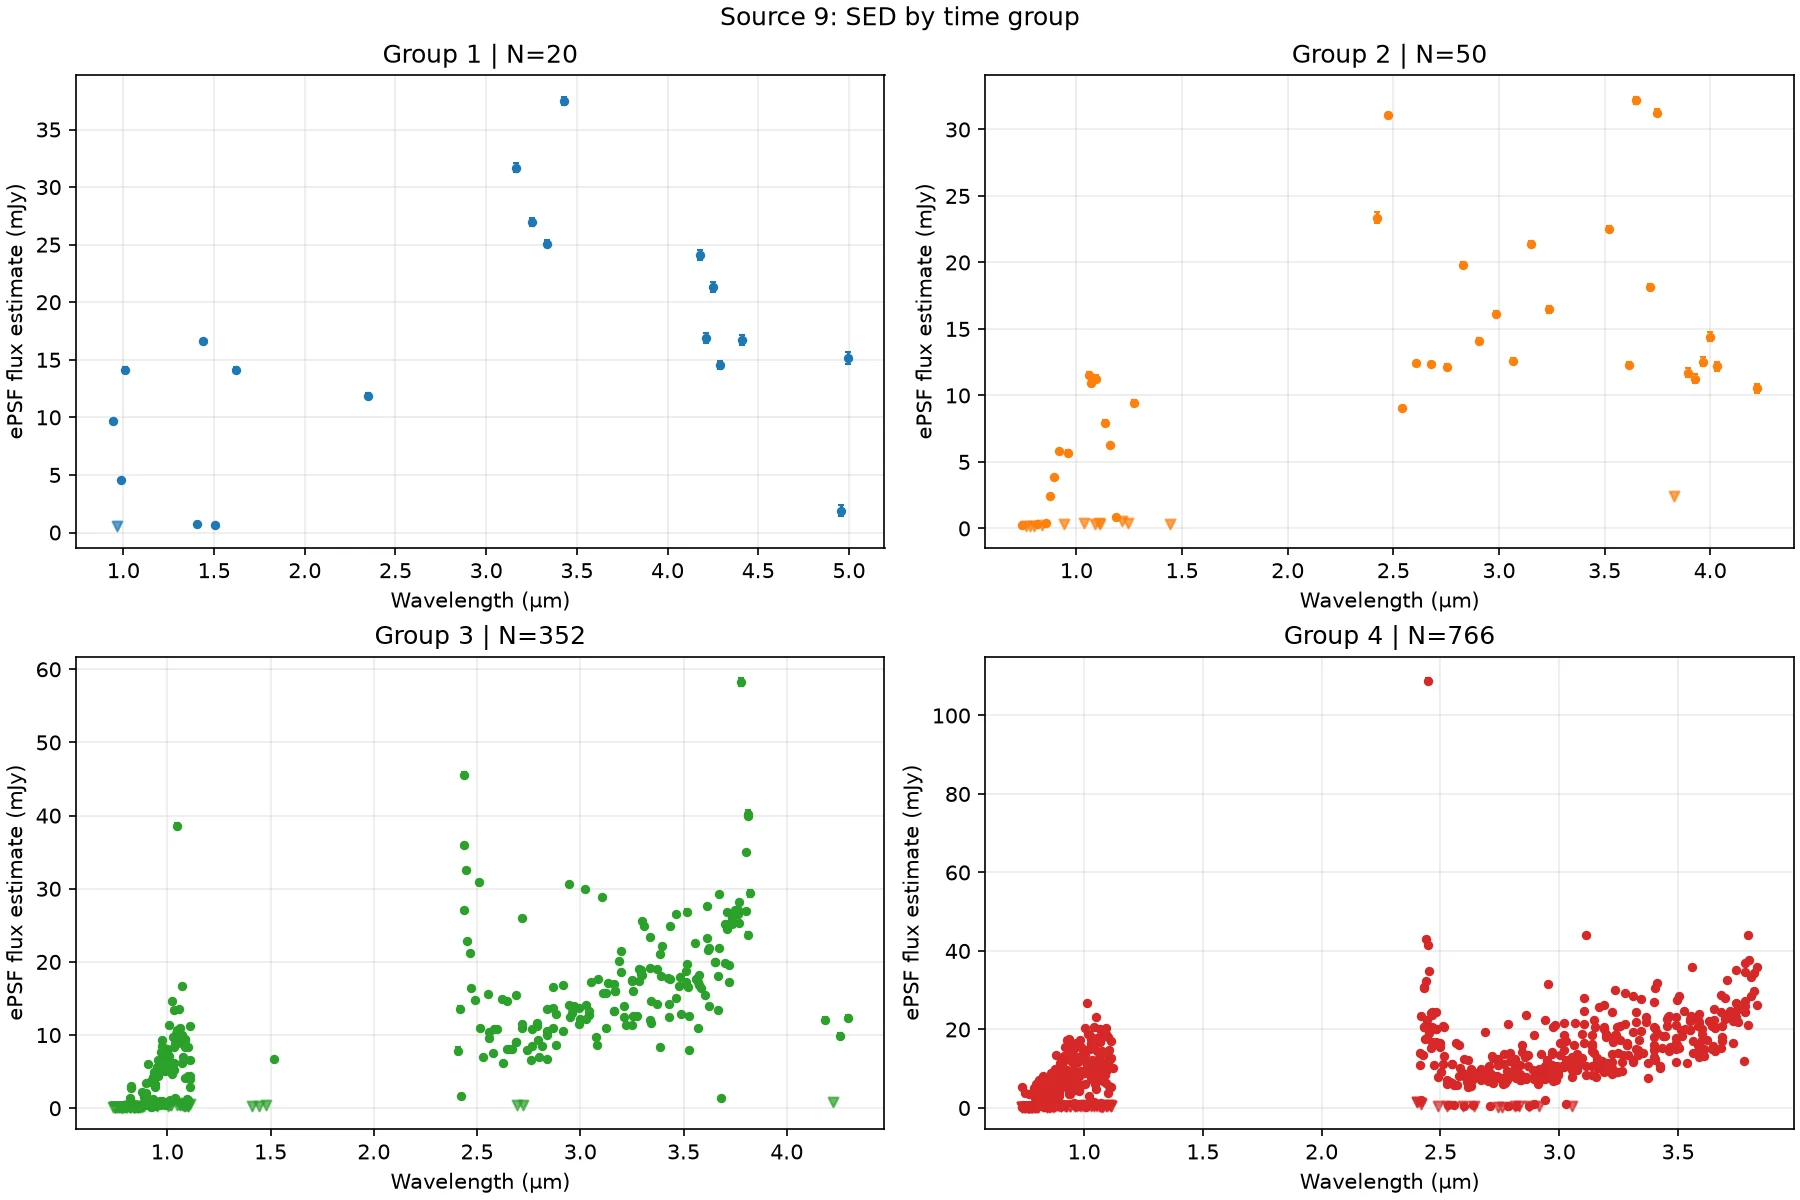 Source 9: SED by time group
Group 1 | N=20
35
30
25
20
15
10
5
0
ePSF flux estimate (mJy)
1.0 1.5 2.0 2.5 3.0 3.5 4.0 4.5 5.0
Wavelength (µm)
Group 2 | N=50
30
25
20
15
10
5
0
ePSF flux estimate (mJy)
1.0 1.5 2.0 2.5 3.0 3.5 4.0
Wavelength (µm)
Group 3 | N=352
60
50
40
30
20
10
0
ePSF flux estimate (mJy)
1.0 1.5 2.0 2.5 3.0 3.5 4.0
Wavelength (µm)
Group 4 | N=766
100
80
60
40
20
0
ePSF flux estimate (mJy)
1.0 1.5 2.0 2.5 3.0 3.5
Wavelength (µm)